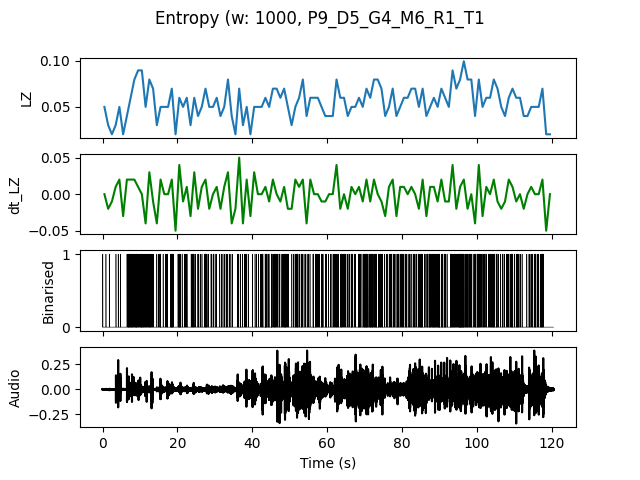 Entropy (w: 1000, P9_D5_G4_M6_R1_T1
0.10
0.05
LZ
0.05
0.00
−0.05
dt_LZ
1
0
Binarised
0.25
0.00
−0.25
Audio
0 20 40 60 80 100 120
Time (s)